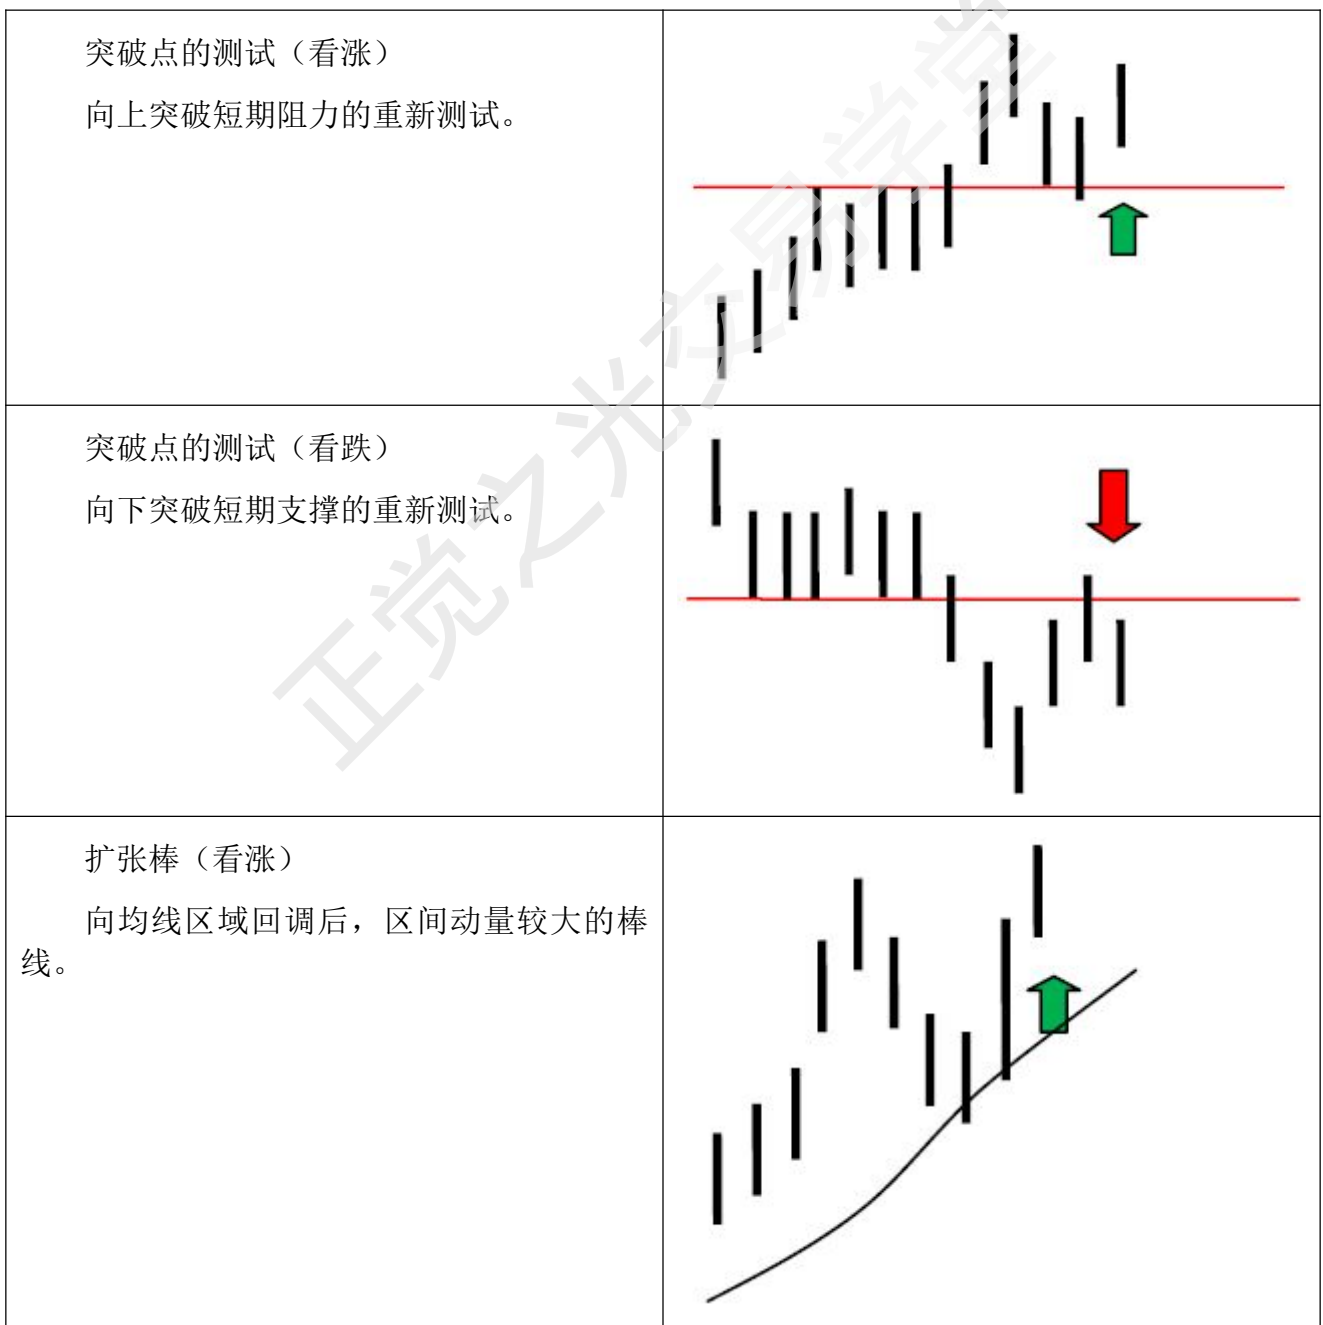 突破点的测试（看涨）
向上突破短期阻力的重新测试。
突破点的测试（看跌）
向下突破短期支撑的重新测试。
扩张棒（看涨）
向均线区域回调后，区间动量较大的棒
线。
正觉之光交易学堂